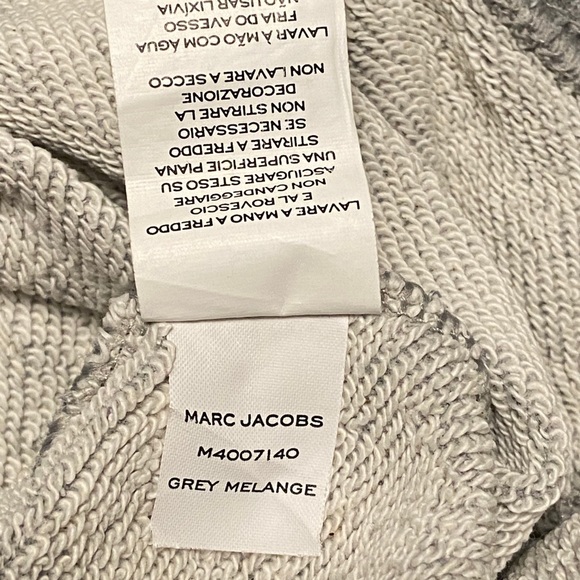 LAVARE A MANO A FREDDO
E AL ROVESCIO
NON CANDEGGIARE
ASCIUGARE STESO SU
UNA SUPERFICIE PIANA
STIRARE A FREDDO
SE NECESSARIO
NON STIRARE LA
DECORAZIONE
NON LAVARE A SECCO
LAVAR À MÃO COM ÁGUA
FRIA DO AVESSO
NÃO USAR LIXÍVIA
MARC JACOBS
M4007140
GREY MELANGE